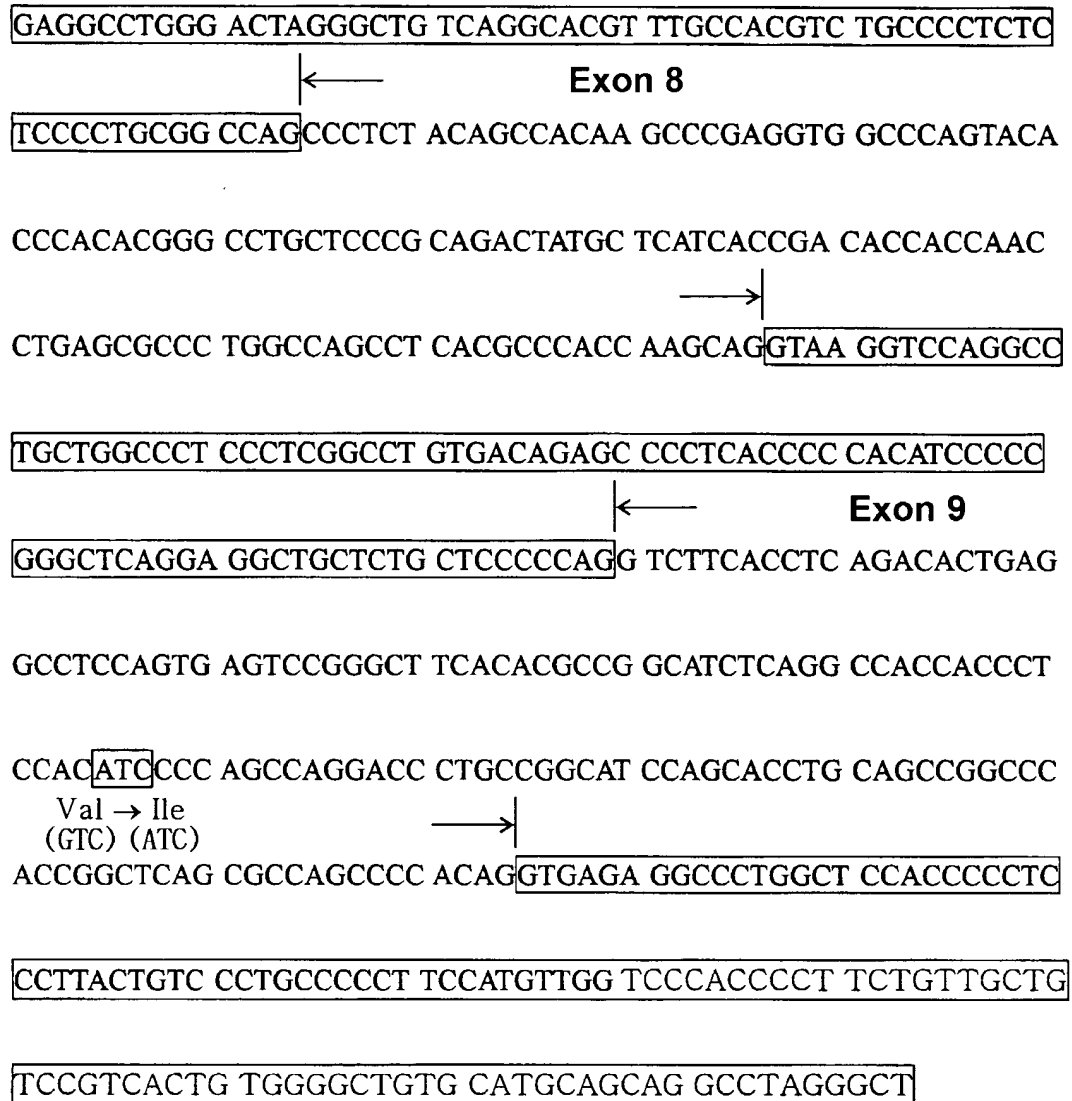 GAGGCCTGGG ACTAGGGCTG TCAGGCACGT TTGCCACGTC TGCCCCTCTC
Exon 8
TCCCCTGCGG CCAGCCCTCT ACAGCCACAA GCCCGAGGTG GCCCAGTACA
CCCACACGGG CCTGCTCCCG CAGACTATGC TCATCACCGA CACCACCAAC
CTGAGCGCCC TGGCCAGCCT CACGCCCACC AAGCAGGTAA GGTCCAGGCC
TGCTGGCCCT CCCTCGGCCT GTGACAGAGC CCCTCACCCC CACATCCCCC
Exon 9
GGGCTCAGGA GGCTGCTCTG CTCCCCCAGG TCTTCACCTC AGACACTGAG
GCCTCCAGTG AGTCCGGGCT TCACACGCCG GCATCTCAGG CCACCACCCT
CCACATCCCC AGCCAGGACC CTGCCGGCAT CCAGCACCTG CAGCCGGCCC
Val → Ile
(GTC) (ATC)
ACCGGCTCAG CGCCAGCCCC ACAGGTGAGA GGCCCTGGCT CCACCCCCTC
CCTTACTGTC CCTGCCCCCT TCCATGTTGG TCCCACCCCT TCTGTTGCTG
TCCGTCACTG TGGGGCTGTG CATGCAGCAG GCCTAGGGCT